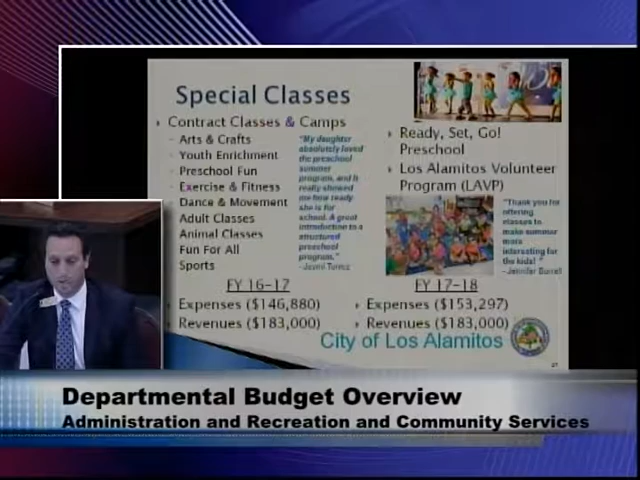 Special Classes
Contract Classes & Camps
Arts & Crafts
Youth Enrichment
Preschool Fun
Exercise & Fitness
Dance & Movement
Adult Classes
Animal Classes
Fun For All
Sports
"My daughter
absolutely loved
the preschool
summer
program, and it
really showed
me how ready
she is for
school. A great
introduction to a
structured
preschool
program."
Ready, Set, Go!
Preschool
Los Alamitos Volunteer
Program (LAVP)
"Thank you for
offering
classes to
make summer
more
interesting for
the kids! "
- Jennifer Burrell
FY 16-17
Expenses ($146,880)
Revenues ($183,000)
FY 17-18
Expenses ($153,297)
Revenues ($183,000)
City of Los Alamitos
Departmental Budget Overview
Administration and Recreation and Community Services